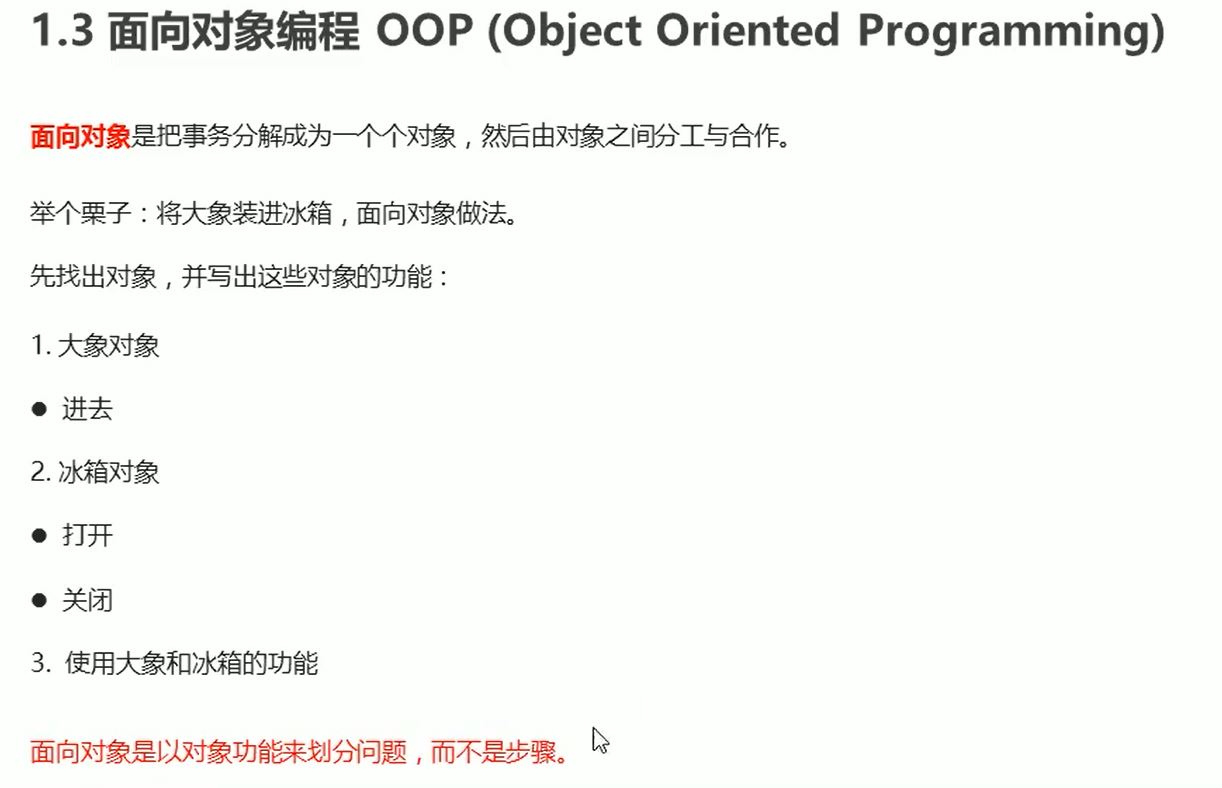 1.3 面向对象编程 OOP (Object Oriented Programming)
面向对象是把事务分解成为一个个对象，然后由对象之间分工与合作。
举个栗子：将大象装进冰箱，面向对象做法。
先找出对象，并写出这些对象的功能：
1. 大象对象
● 进去
2. 冰箱对象
● 打开
● 关闭
3. 使用大象和冰箱的功能
面向对象是以对象功能来划分问题，而不是步骤。